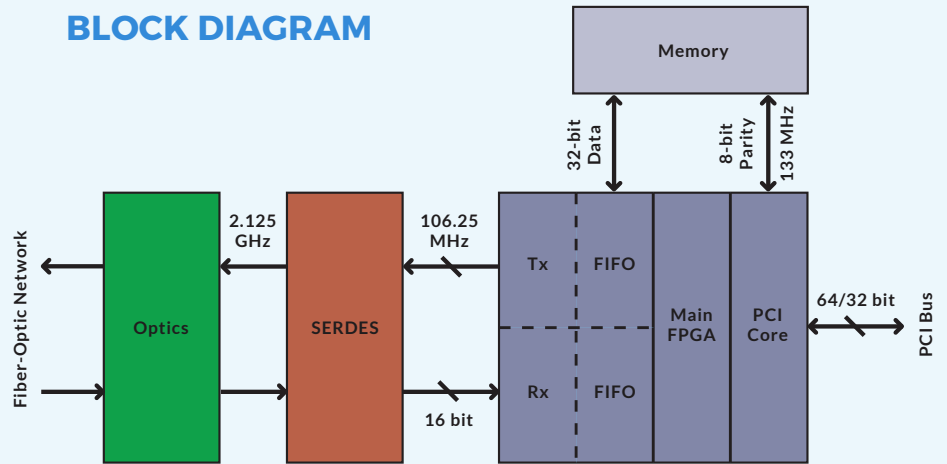 BLOCK DIAGRAM
Memory
32-bit
Data
8-bit
Parity
133 MHz
Fiber-Optic Network
Optics
2.125
GHz
SERDES
106.25
MHz
16 bit
Tx
FIFO
Rx
FIFO
Main
FPGA
PCI
Core
64/32 bit
PCI Bus